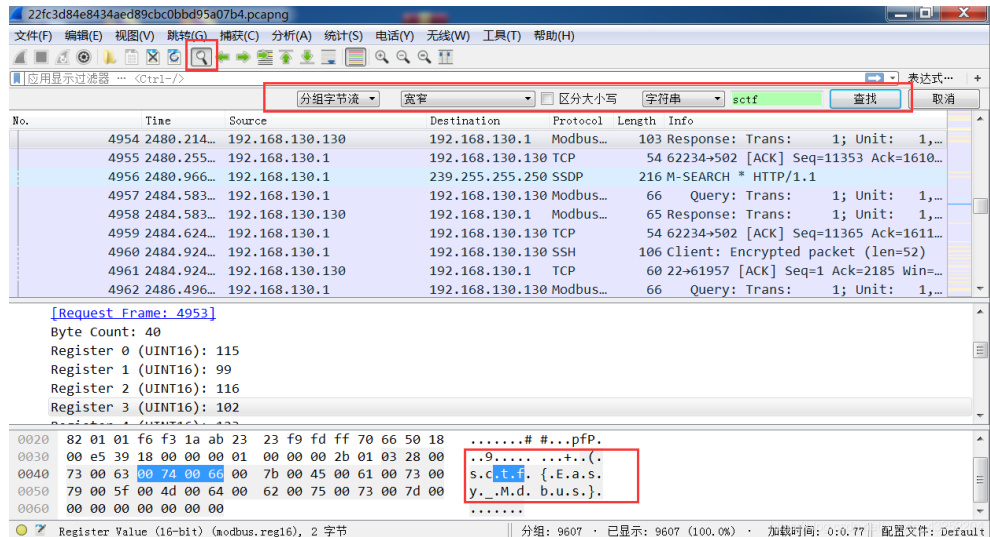 22fc3d84e8434aed89cbc0bbd95a07b4.pcapng
文件(F) 编辑(E) 视图(V) 跳转(G) 捕获(C) 分析(A) 统计(S) 电话(Y) 无线(W) 工具(T) 帮助(H)
应用显示过滤器 … <Ctrl-/> 表达式… +
分组字节流 宽窄 区分大小写 字符串 sctf 查找 取消
No. Time Source Destination Protocol Length Info
4954 2480.214… 192.168.130.130 192.168.130.1 Modbus… 103 Response: Trans: 1; Unit: 1,…
4955 2480.255… 192.168.130.1 192.168.130.130 TCP 54 62234→502 [ACK] Seq=11353 Ack=1610…
4956 2480.966… 192.168.130.1 239.255.255.250 SSDP 216 M-SEARCH * HTTP/1.1
4957 2484.583… 192.168.130.1 192.168.130.130 Modbus… 66 Query: Trans: 1; Unit: 1,…
4958 2484.583… 192.168.130.130 192.168.130.1 Modbus… 65 Response: Trans: 1; Unit: 1,…
4959 2484.624… 192.168.130.1 192.168.130.130 TCP 54 62234→502 [ACK] Seq=11365 Ack=1611…
4960 2484.924… 192.168.130.1 192.168.130.130 SSH 106 Client: Encrypted packet (len=52)
4961 2484.924… 192.168.130.130 192.168.130.1 TCP 60 22→61957 [ACK] Seq=1 Ack=2185 Win=…
4962 2486.496… 192.168.130.1 192.168.130.130 Modbus… 66 Query: Trans: 1; Unit: 1,…
[Request Frame: 4953]
Byte Count: 40
Register 0 (UINT16): 115
Register 1 (UINT16): 99
Register 2 (UINT16): 116
Register 3 (UINT16): 102
0020 82 01 01 f6 f3 1a ab 23 23 f9 fd ff 70 66 50 18 .......# #...pfP.
0030 00 e5 39 18 00 00 00 01 00 00 00 2b 01 03 28 00 ..9..... ...+..(.
0040 73 00 63 00 74 00 66 00 7b 00 45 00 61 00 73 00 s.c.t.f. {.E.a.s.
0050 79 00 5f 00 4d 00 64 00 62 00 75 00 73 00 7d 00 y._.M.d. b.u.s.}.
0060 00 00 00 00 00 00 00 .......
Register Value (16-bit) (modbus.reg16), 2 字节 分组: 9607 · 已显示: 9607 (100.0%) · 加载时间: 0:0.77 配置文件: Default